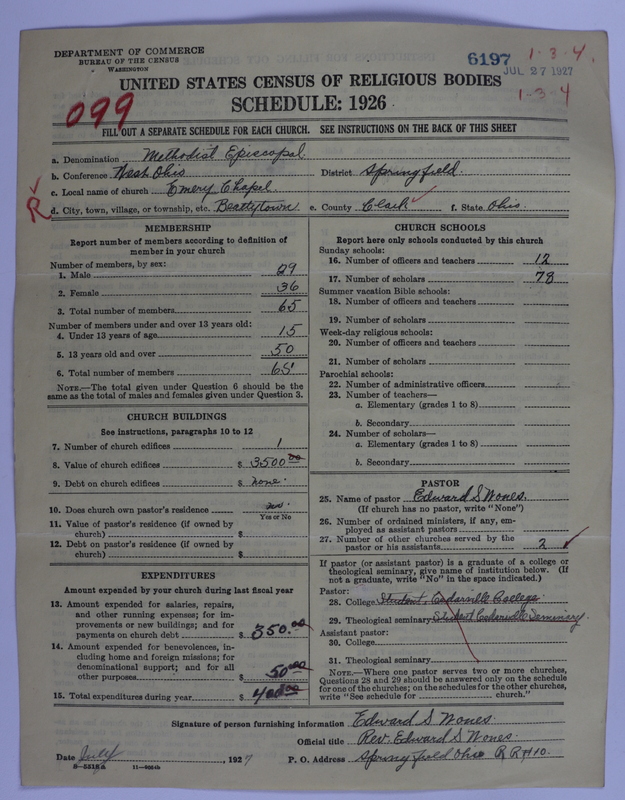 DEPARTMENT OF COMMERCE
BUREAU OF THE CENSUS
WASHINGTON
6197 1-3-4
JUL 27 1927
1-3-4
UNITED STATES CENSUS OF RELIGIOUS BODIES
SCHEDULE: 1926
099
FILL OUT A SEPARATE SCHEDULE FOR EACH CHURCH. SEE INSTRUCTIONS ON THE BACK OF THIS SHEET
a. Denomination Methodist Episcopal
b. Conference West Ohio District Springfield.
c. Local name of church Emery Chapel.
R d. City, town, village, or township, etc. Beattytown e. County Clark f. State Ohio.
MEMBERSHIP
Report number of members according to definition of
member in your church
Number of members, by sex:
1. Male 29
2. Female 36
3. Total number of members 65
Number of members under and over 13 years old:
4. Under 13 years of age 15
5. 13 years old and over 50
6. Total number of members 65
NOTE.—The total given under Question 6 should be the
same as the total of males and females given under Question 3.
CHURCH BUILDINGS
See instructions, paragraphs 10 to 12
7. Number of church edifices 1
8. Value of church edifices $ 3500.00
9. Debt on church edifices $ none.
10. Does church own pastor's residence no.
Yes or No
11. Value of pastor's residence (if owned by
church) $
12. Debt on pastor's residence (if owned by
church) $
EXPENDITURES
Amount expended by your church during last fiscal year
13. Amount expended for salaries, repairs,
and other running expenses; for im-
provements or new buildings; and for
payments on church debt $ 350.00
14. Amount expended for benevolences, in-
cluding home and foreign missions; for
denominational support; and for all
other purposes $ 50.00
15. Total expenditures during year $ 400.00
CHURCH SCHOOLS
Report here only schools conducted by this church
Sunday schools:
16. Number of officers and teachers 12
17. Number of scholars 78
Summer vacation Bible schools:
18. Number of officers and teachers
19. Number of scholars
Week-day religious schools:
20. Number of officers and teachers
21. Number of scholars
Parochial schools:
22. Number of administrative officers
23. Number of teachers—
a. Elementary (grades 1 to 8)
b. Secondary
24. Number of scholars—
a. Elementary (grades 1 to 8)
b. Secondary
PASTOR
25. Name of pastor Edward S Wones.
(If church has no pastor, write "None")
26. Number of ordained ministers, if any, em-
ployed as assistant pastors
27. Number of other churches served by the
pastor or his assistants 2
If pastor (or assistant pastor) is a graduate of a college or
theological seminary, give name of institution below. (If
not a graduate, write "No" in the space indicated.)
Pastor:
28. College Student, Cedarville College
29. Theological seminary Student Cedarville Seminary.
Assistant pastor:
30. College
31. Theological seminary
NOTE.—Where one pastor serves two or more churches,
Questions 28 and 29 should be answered only on the schedule
for one of the churches; on the schedules for the other churches,
write "See schedule for church."
Signature of person furnishing information Edward S Wones.
Official title Rev. Edward S Wones.
Date July, 1927 P. O. Address Springfield Ohio R R#10.
11—9664b